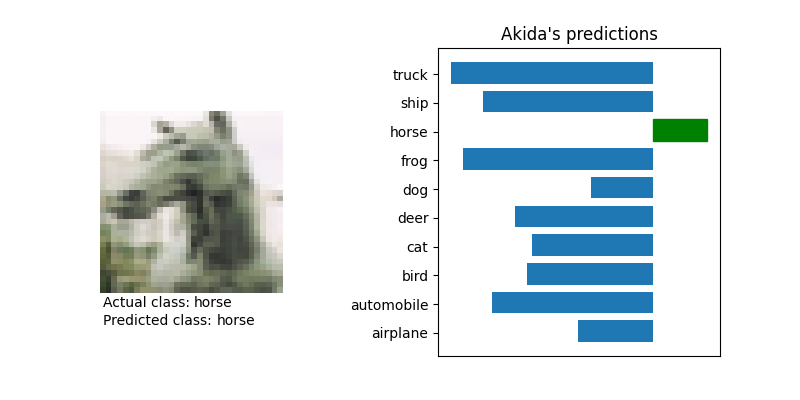 Akida's predictions
truck
ship
horse
frog
dog
deer
cat
bird
automobile
airplane
Actual class: horse
Predicted class: horse